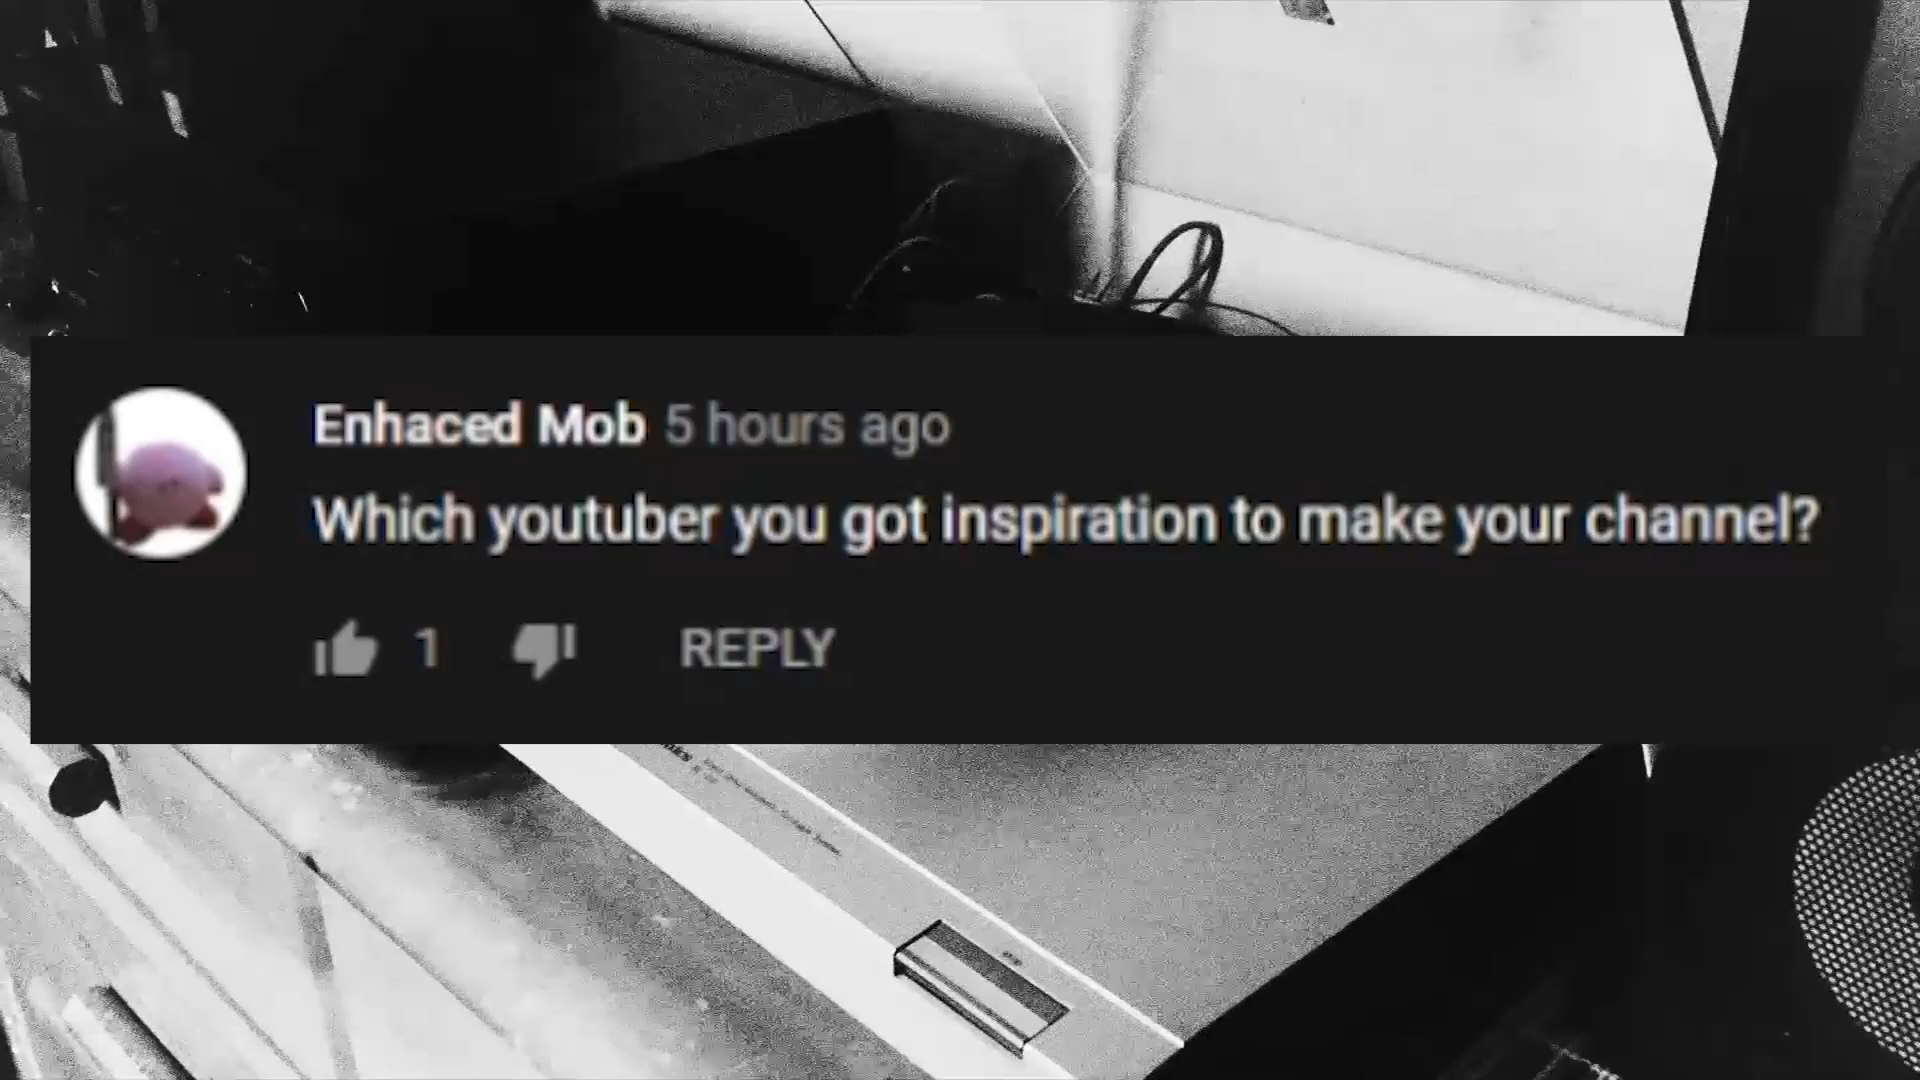 Enhaced Mob 5 hours ago
Which youtuber you got inspiration to make your channel?
1 REPLY